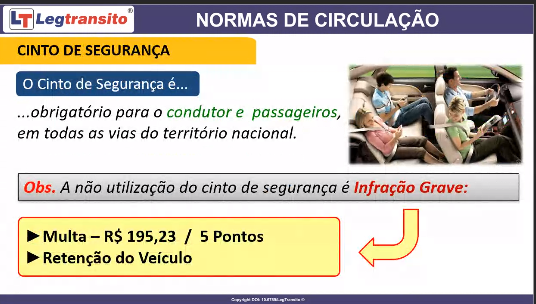 LT Legtransito®
NORMAS DE CIRCULAÇÃO
CINTO DE SEGURANÇA
O Cinto de Segurança é...
...obrigatório para o condutor e passageiros,
em todas as vias do território nacional.
Obs. A não utilização do cinto de segurança é Infração Grave:
►Multa – R$ 195,23 / 5 Pontos
►Retenção do Veículo